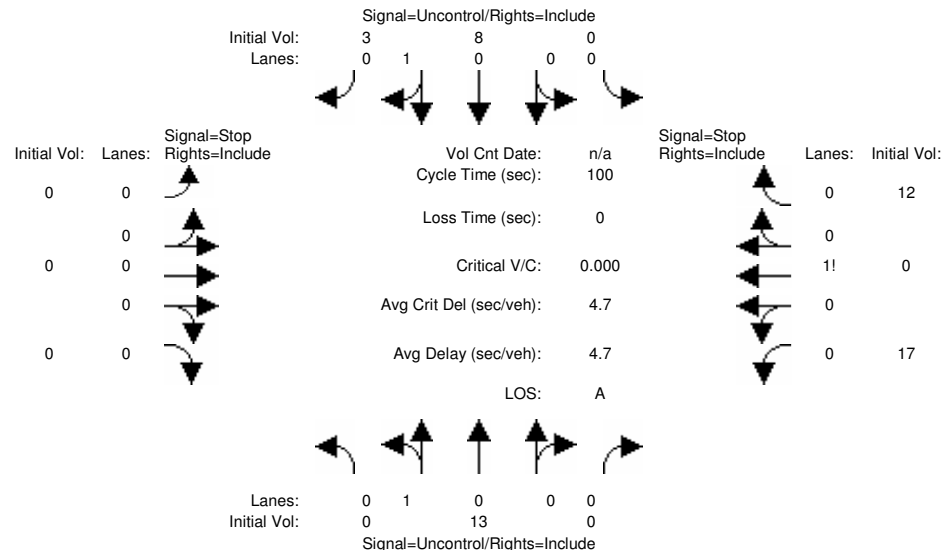 Signal=Uncontrol/Rights=Include
Initial Vol: 3 8 0
Lanes: 0 1 0 0 0
Signal=Stop Signal=Stop
Initial Vol: Lanes: Rights=Include Vol Cnt Date: n/a Rights=Include Lanes: Initial Vol:
Cycle Time (sec): 100
0 0 0 12
Loss Time (sec): 0
0 0
0 0 Critical V/C: 0.000 1! 0
0 Avg Crit Del (sec/veh): 4.7 0
0 0 Avg Delay (sec/veh): 4.7 0 17
LOS: A
Lanes: 0 1 0 0 0
Initial Vol: 0 13 0
Signal=Uncontrol/Rights=Include